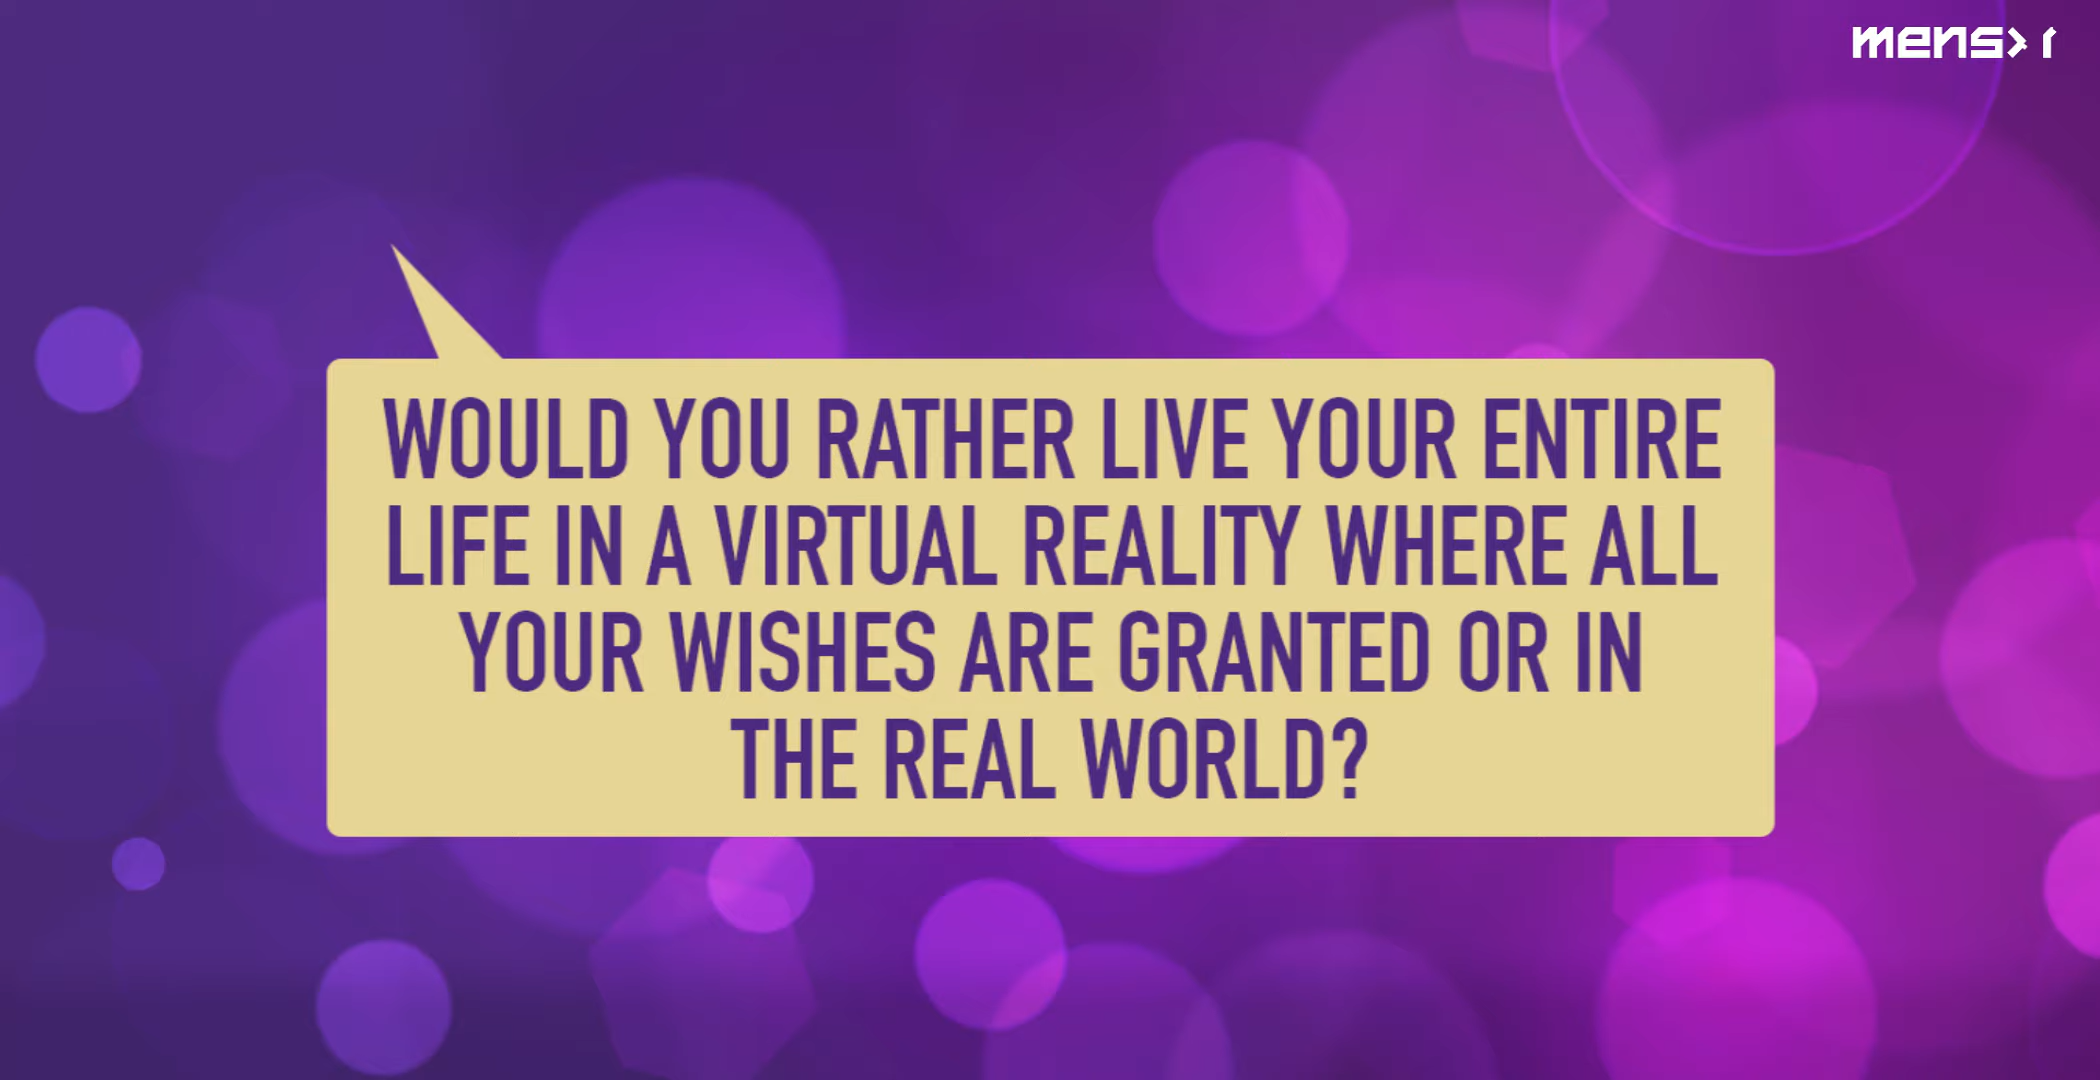 mensxr
WOULD YOU RATHER LIVE YOUR ENTIRE
LIFE IN A VIRTUAL REALITY WHERE ALL
YOUR WISHES ARE GRANTED OR IN
THE REAL WORLD?